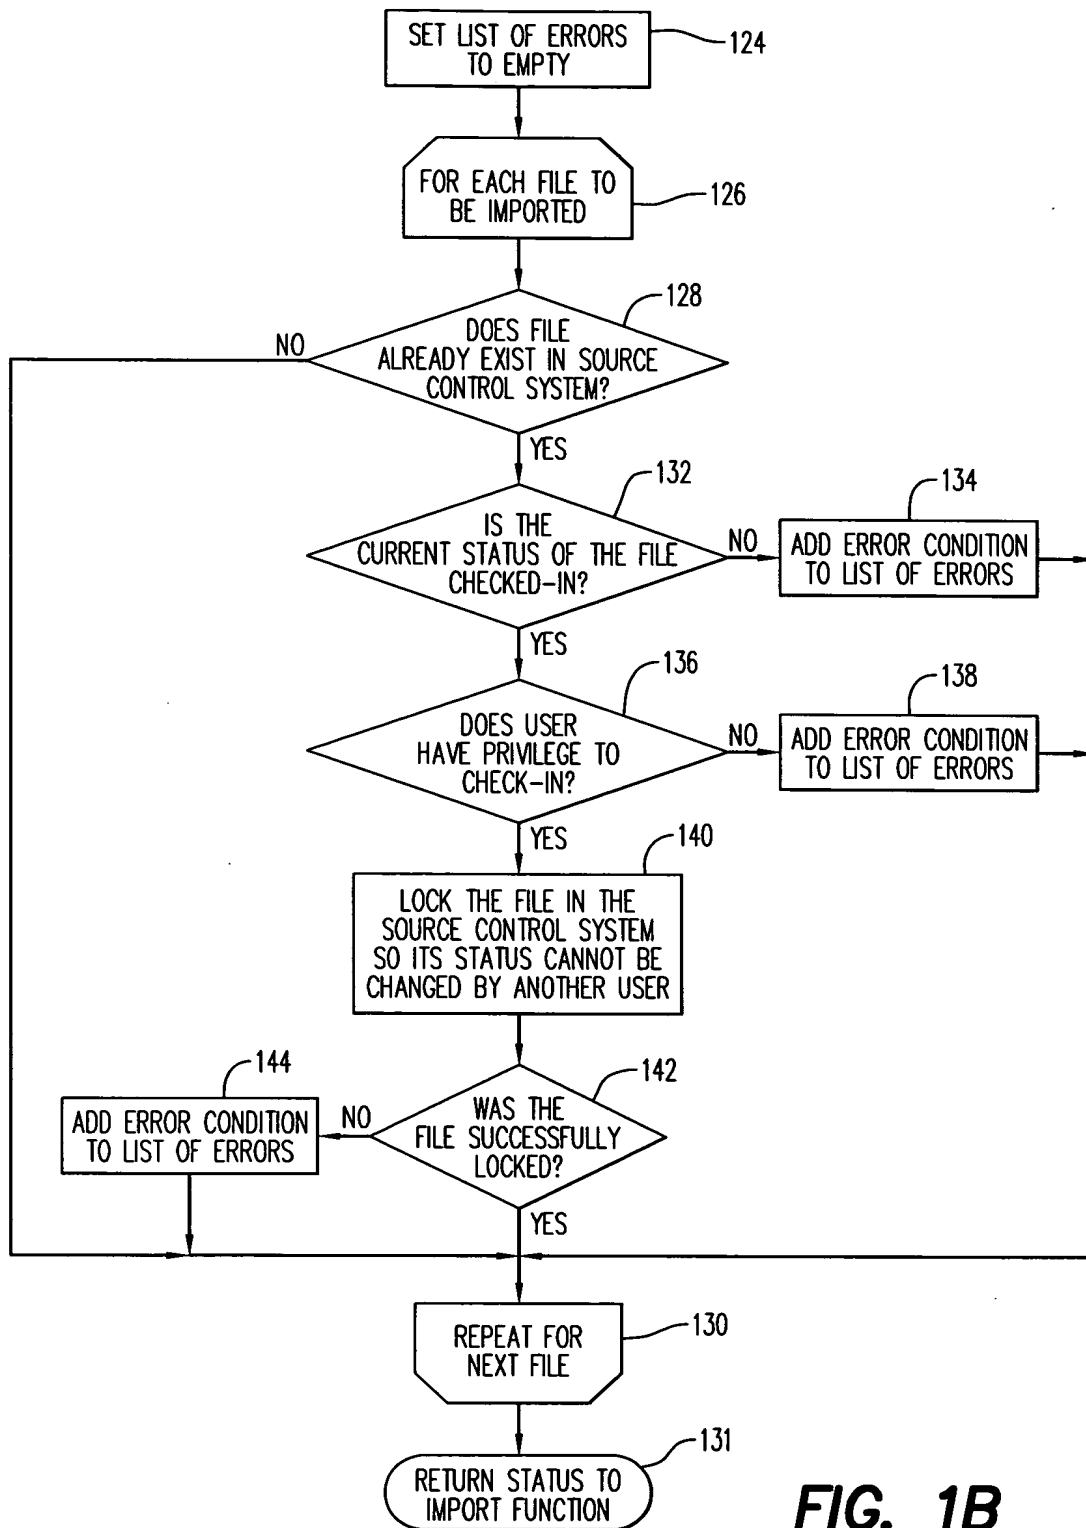 SET LIST OF ERRORS
TO EMPTY
124
FOR EACH FILE TO
BE IMPORTED
126
128
DOES FILE
ALREADY EXIST IN SOURCE
CONTROL SYSTEM?
NO
YES
132
IS THE
CURRENT STATUS OF THE FILE
CHECKED-IN?
NO
134
ADD ERROR CONDITION
TO LIST OF ERRORS
YES
136
DOES USER
HAVE PRIVILEGE TO
CHECK-IN?
NO
138
ADD ERROR CONDITION
TO LIST OF ERRORS
YES
140
LOCK THE FILE IN THE
SOURCE CONTROL SYSTEM
SO ITS STATUS CANNOT BE
CHANGED BY ANOTHER USER
142
WAS THE
FILE SUCCESSFULLY
LOCKED?
NO
144
ADD ERROR CONDITION
TO LIST OF ERRORS
YES
REPEAT FOR
NEXT FILE
130
RETURN STATUS TO
IMPORT FUNCTION
131
FIG. 1B